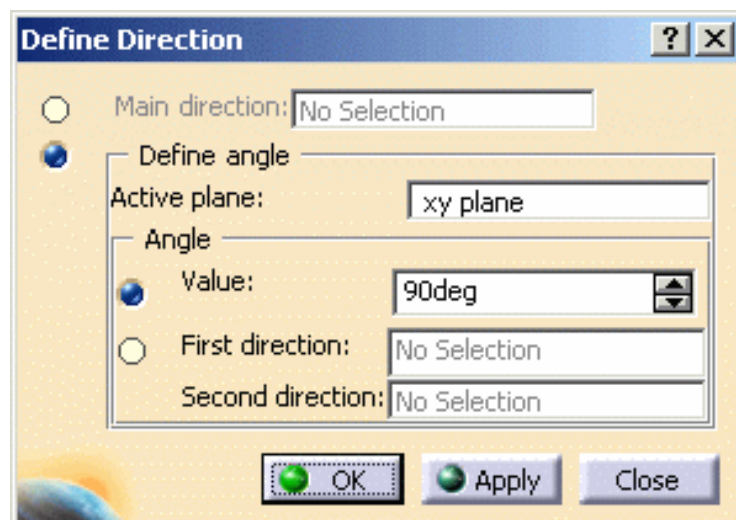 Define Direction ? X
Main direction: No Selection
Define angle
Active plane: xy plane
Angle
Value: 90deg
First direction: No Selection
Second direction: No Selection
OK Apply Close